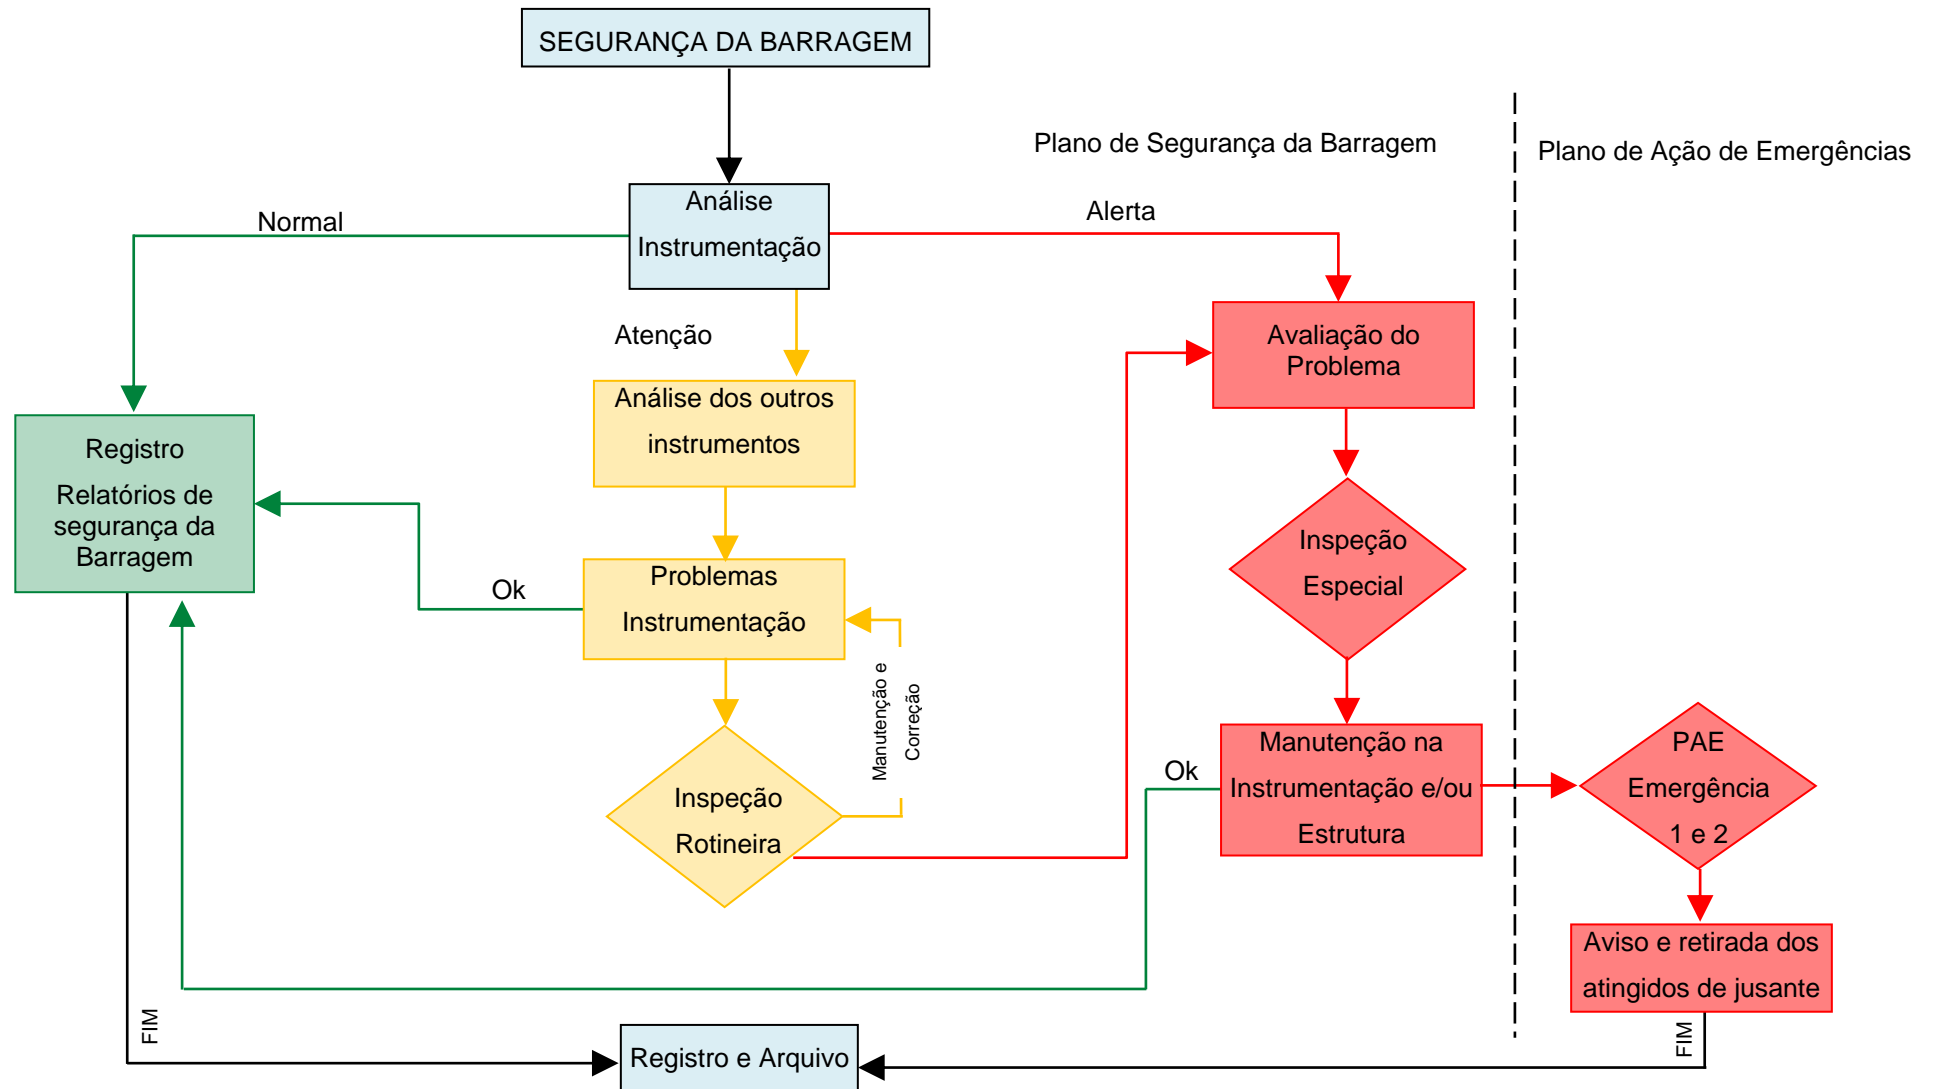 SEGURANÇA DA BARRAGEM
Plano de Segurança da Barragem
Plano de Ação de Emergências
Análise
Instrumentação
Normal
Alerta
Atenção
Avaliação do
Problema
Análise dos outros
instrumentos
Registro
Relatórios de
segurança da
Barragem
Ok
Problemas
Instrumentação
Inspeção
Especial
Manutenção e
Correção
Inspeção
Rotineira
Ok
Manutenção na
Instrumentação e/ou
Estrutura
PAE
Emergência
1 e 2
Aviso e retirada dos
atingidos de jusante
FIM
Registro e Arquivo
FIM